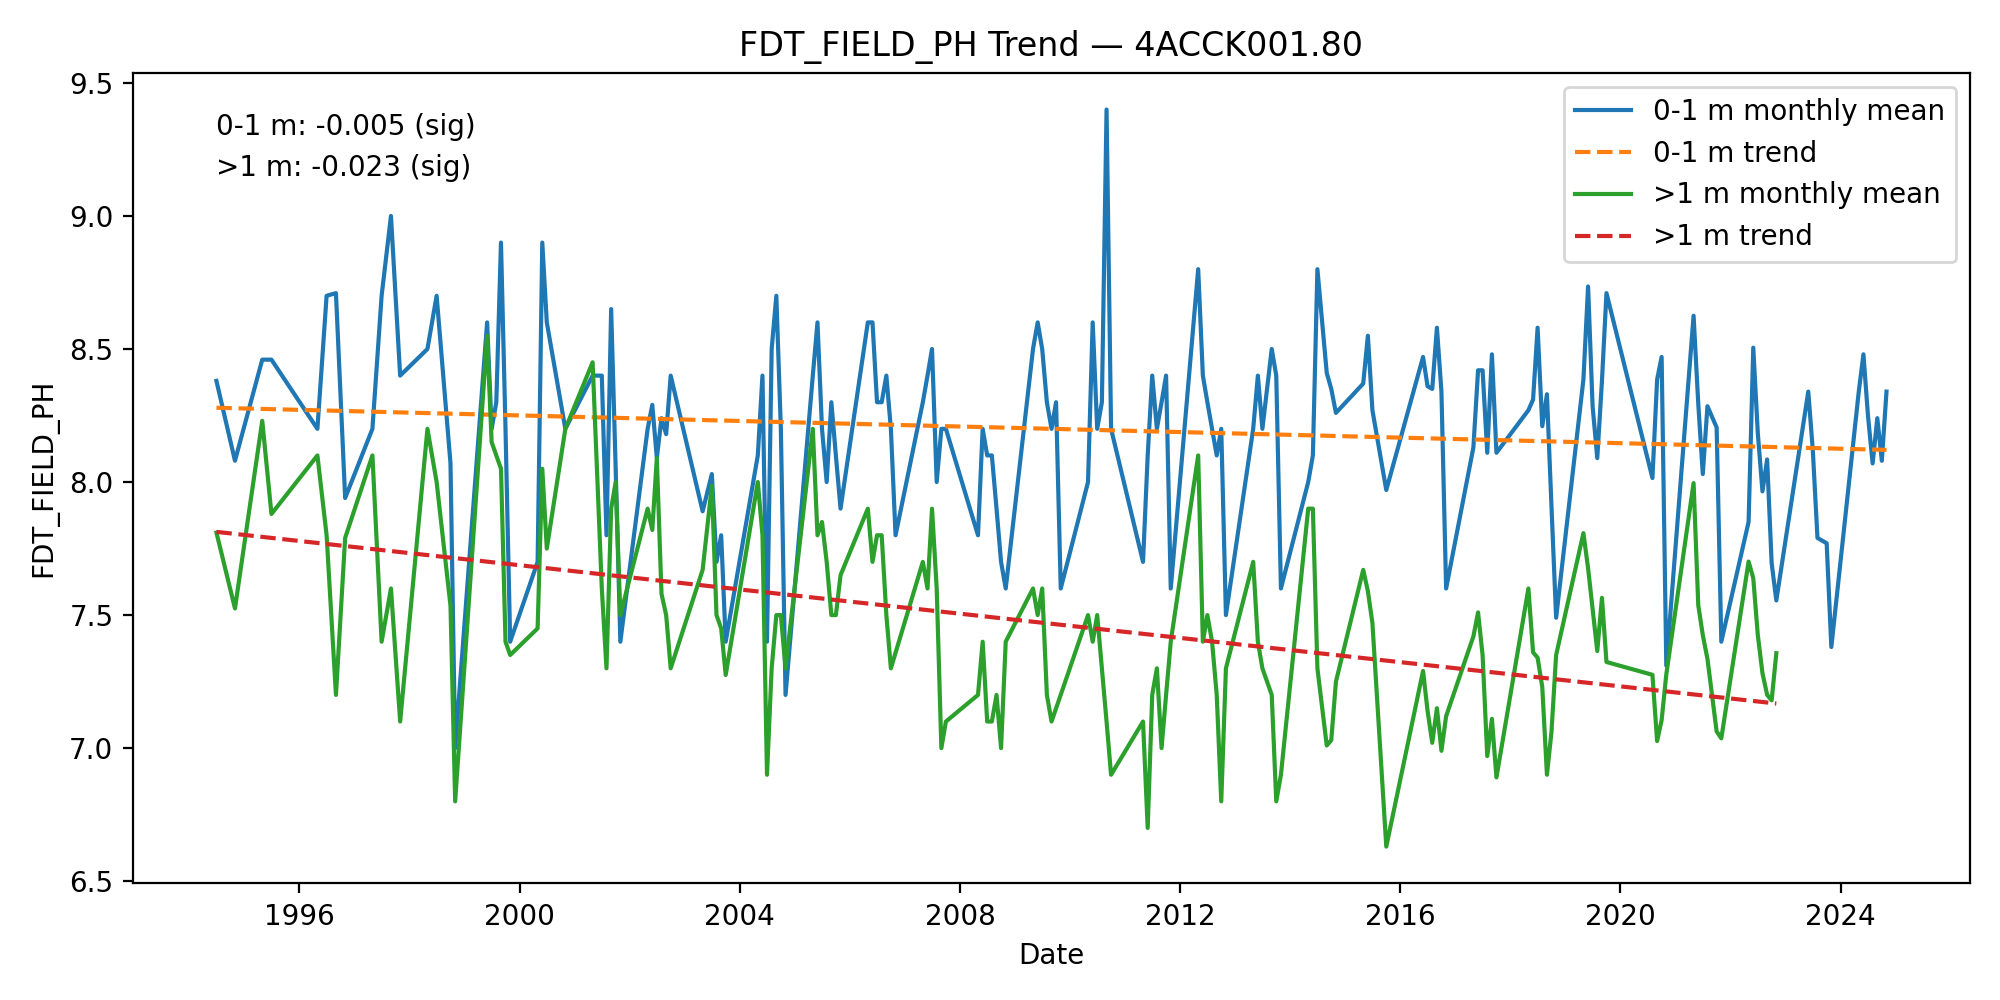 FDT_FIELD_PH Trend — 4ACCK001.80
9.5
9.0
8.5
8.0
7.5
7.0
6.5
FDT_FIELD_PH
0-1 m: -0.005 (sig)
>1 m: -0.023 (sig)
0-1 m monthly mean
0-1 m trend
>1 m monthly mean
>1 m trend
1996
2000
2004
2008
2012
2016
2020
2024
Date